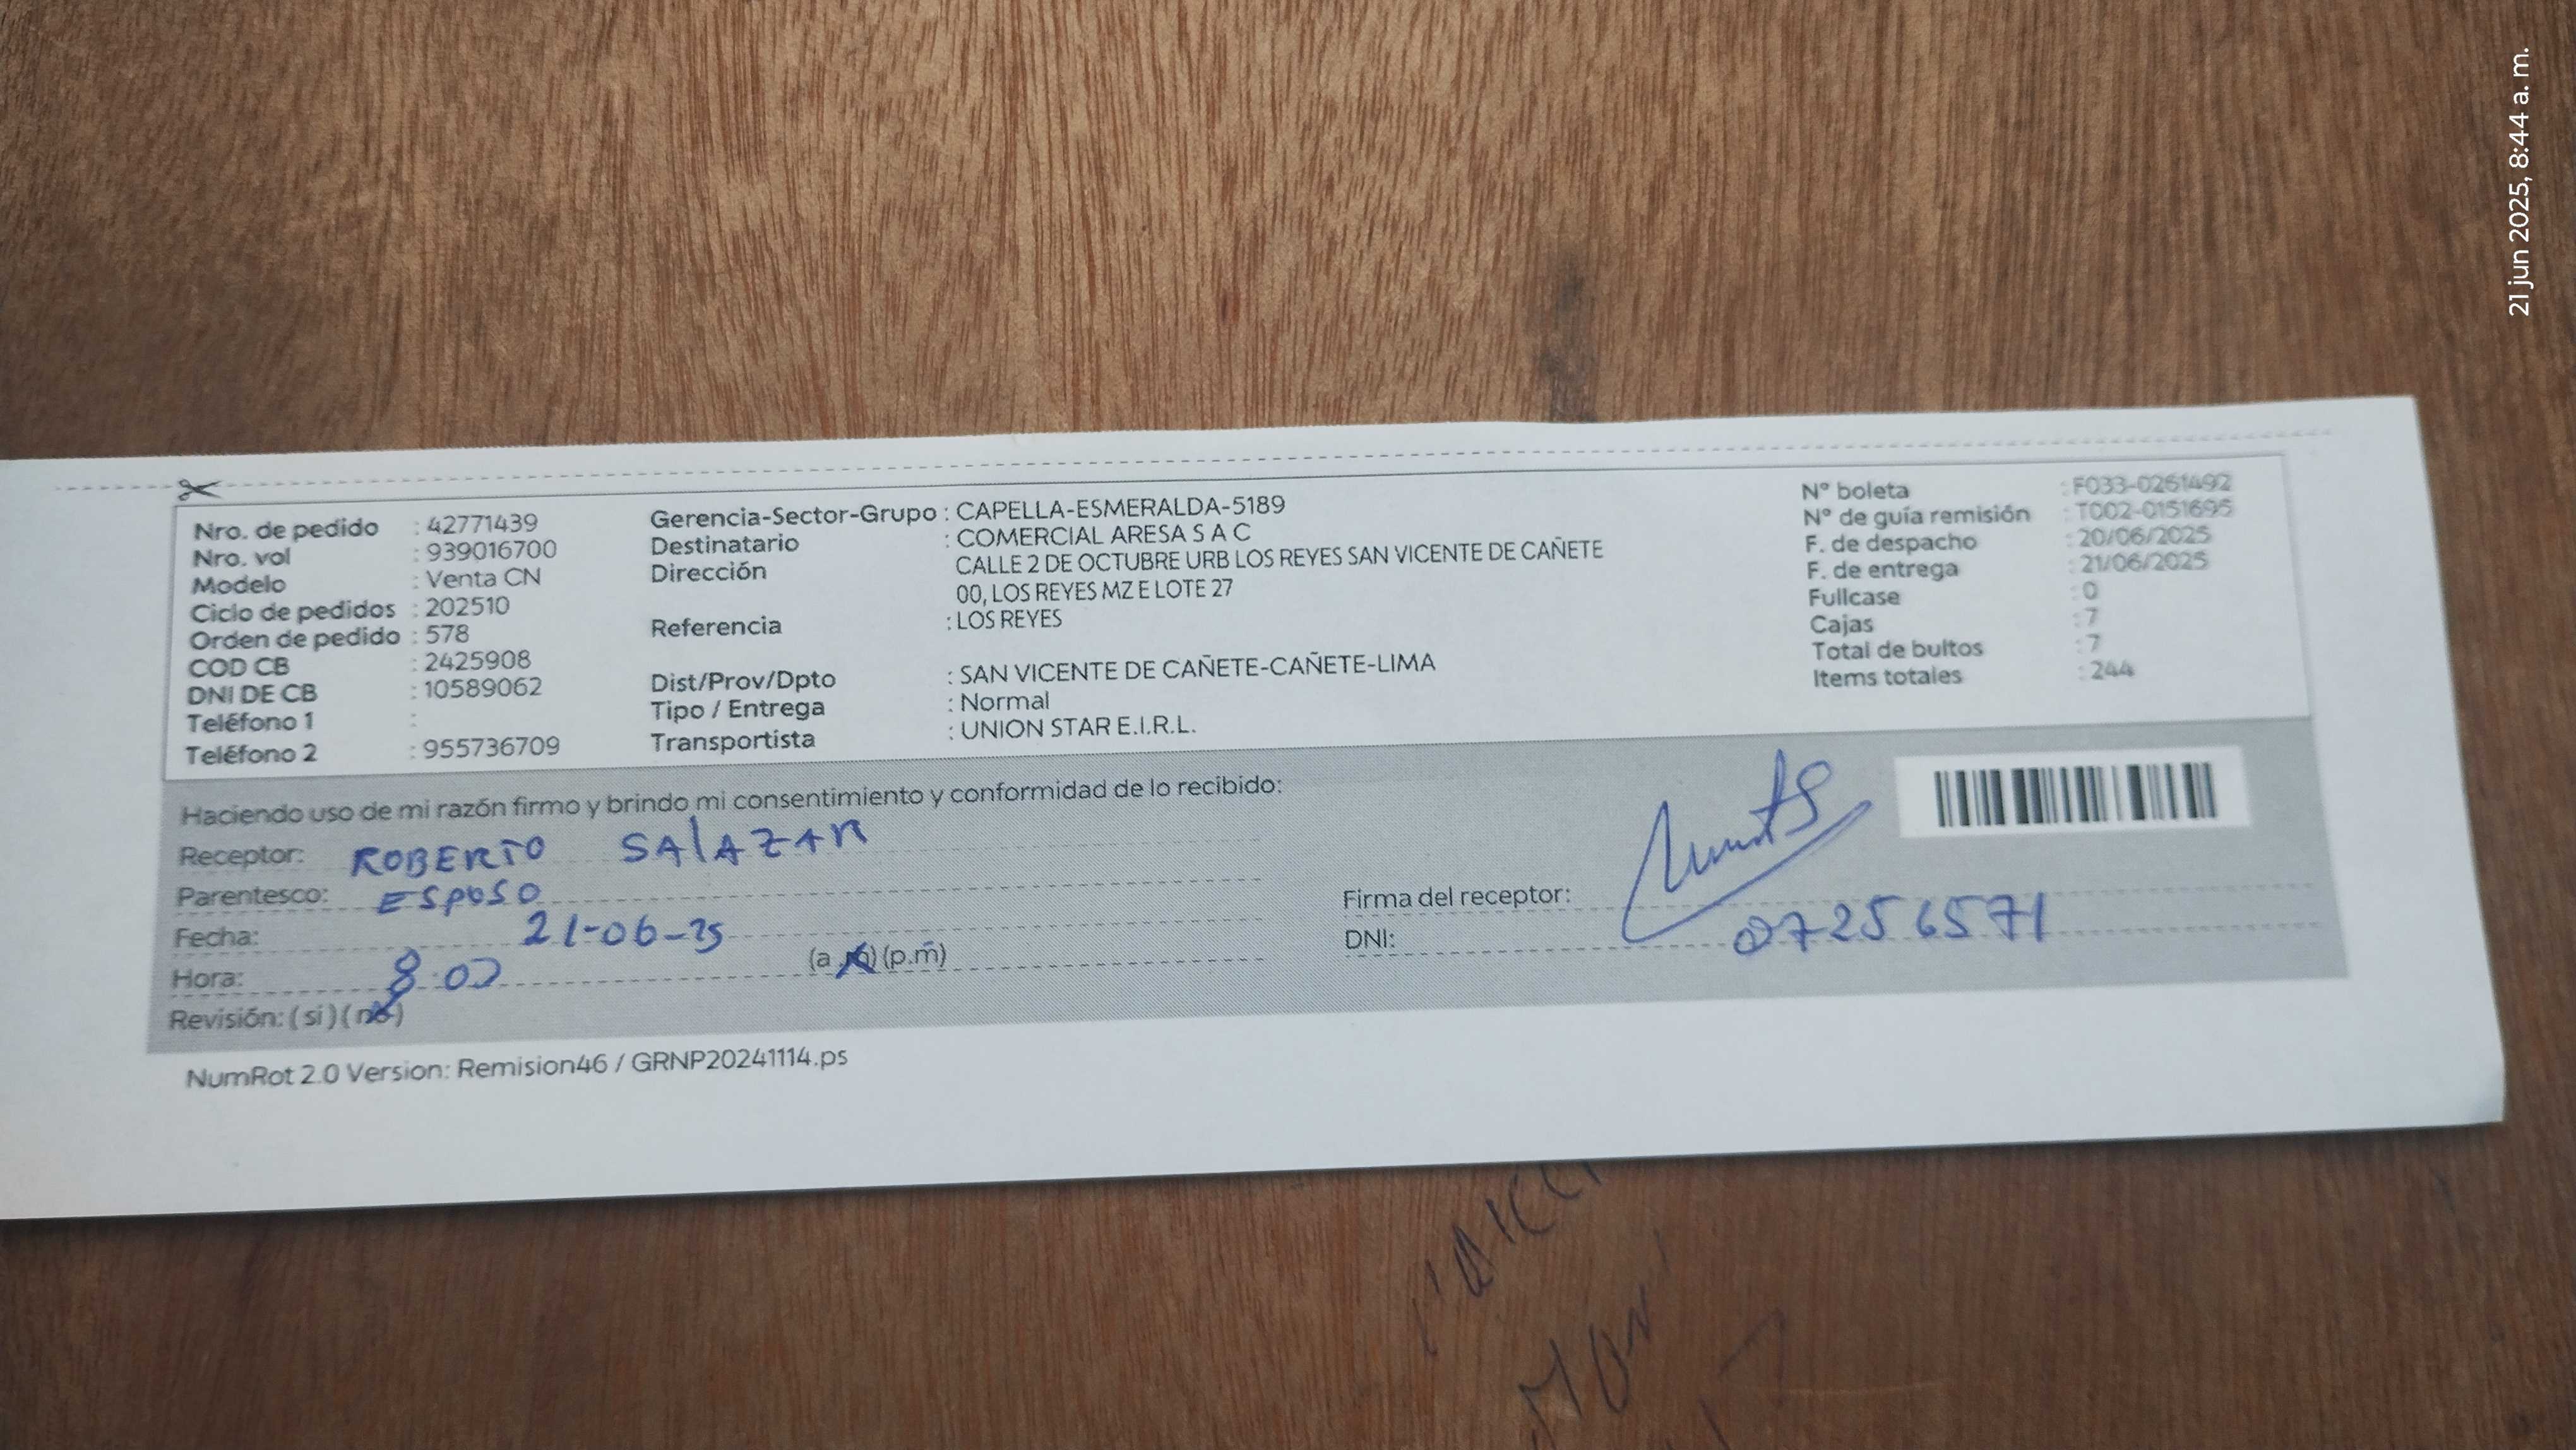 21 jun 2025, 8:44 a. m.
Nro. de pedido : 42771439
Nro. vol : 939016700
Modelo : Venta CN
Ciclo de pedidos : 202510
Orden de pedido : 578
COD CB : 2425908
DNI DE CB : 10589062
Teléfono 1 :
Teléfono 2 : 955736709
Gerencia-Sector-Grupo : CAPELLA-ESMERALDA-5189
Destinatario : COMERCIAL ARESA S A C
Dirección CALLE 2 DE OCTUBRE URB LOS REYES SAN VICENTE DE CAÑETE
00, LOS REYES MZ E LOTE 27
Referencia : LOS REYES
Dist/Prov/Dpto : SAN VICENTE DE CAÑETE-CAÑETE-LIMA
Tipo / Entrega : Normal
Transportista : UNION STAR E.I.R.L.
N° boleta : F033-0261492
N° de guía remisión : T002-0151695
F. de despacho : 20/06/2025
F. de entrega : 21/06/2025
Fullcase : 0
Cajas : 7
Total de bultos : 7
Items totales : 244
Haciendo uso de mi razón firmo y brindo mi consentimiento y conformidad de lo recibido:
Receptor: ROBERTO SALAZAR
Parentesco: ESPOSO
Fecha: 21-06-25
Hora: 8:00 (a.m) (p.m)
Revisión: (si) (no)
Firma del receptor:
DNI: 07256571
NumRot 2.0 Version: Remision46 / GRNP20241114.ps